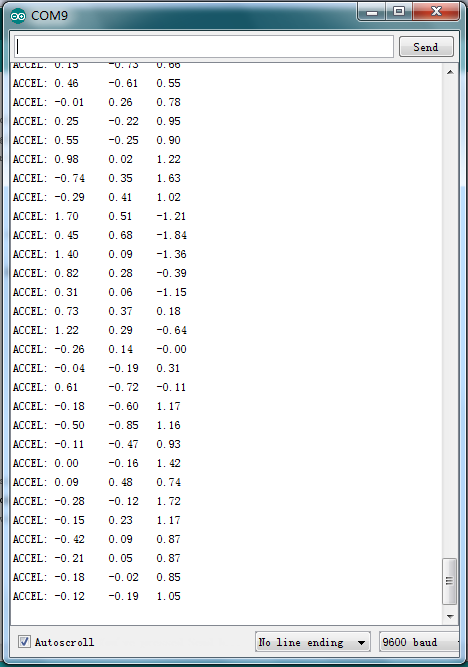 COM9
Send
ACCEL: 0.15 -0.73 0.66
ACCEL: 0.46 -0.61 0.55
ACCEL: -0.01 0.26 0.78
ACCEL: 0.25 -0.22 0.95
ACCEL: 0.55 -0.25 0.90
ACCEL: 0.98 0.02 1.22
ACCEL: -0.74 0.35 1.63
ACCEL: -0.29 0.41 1.02
ACCEL: 1.70 0.51 -1.21
ACCEL: 0.45 0.68 -1.84
ACCEL: 1.40 0.09 -1.36
ACCEL: 0.82 0.28 -0.39
ACCEL: 0.31 0.06 -1.15
ACCEL: 0.73 0.37 0.18
ACCEL: 1.22 0.29 -0.64
ACCEL: -0.26 0.14 -0.00
ACCEL: -0.04 -0.19 0.31
ACCEL: 0.61 -0.72 -0.11
ACCEL: -0.18 -0.60 1.17
ACCEL: -0.50 -0.85 1.16
ACCEL: -0.11 -0.47 0.93
ACCEL: 0.00 -0.16 1.42
ACCEL: 0.09 0.48 0.74
ACCEL: -0.28 -0.12 1.72
ACCEL: -0.15 0.23 1.17
ACCEL: -0.42 0.09 0.87
ACCEL: -0.21 0.05 0.87
ACCEL: -0.18 -0.02 0.85
ACCEL: -0.12 -0.19 1.05
Autoscroll No line ending 9600 baud